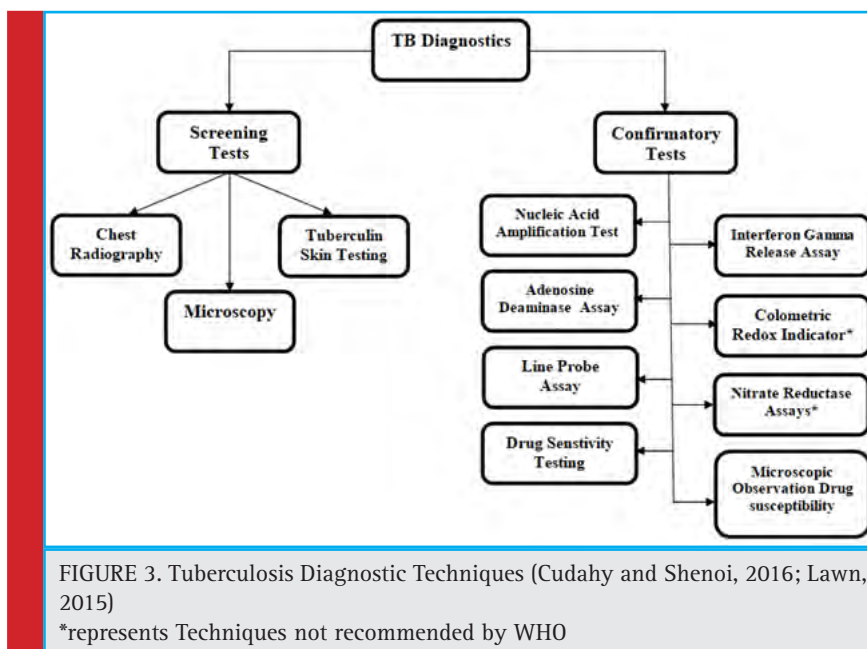 TB Diagnostics
Screening
Tests
Confirmatory
Tests
Chest
Radiography
Tuberculin
Skin Testing
Microscopy
Nucleic Acid
Amplification Test
Interferon Gamma
Release Assay
Adenosine
Deaminase Assay
Colometric
Redox Indicator*
Line Probe
Assay
Nitrate Reductase
Assays*
Drug Senstivity
Testing
Microscopic
Observation Drug
susceptibility
FIGURE 3. Tuberculosis Diagnostic Techniques (Cudahy and Shenoi, 2016; Lawn,
2015)
*represents Techniques not recommended by WHO